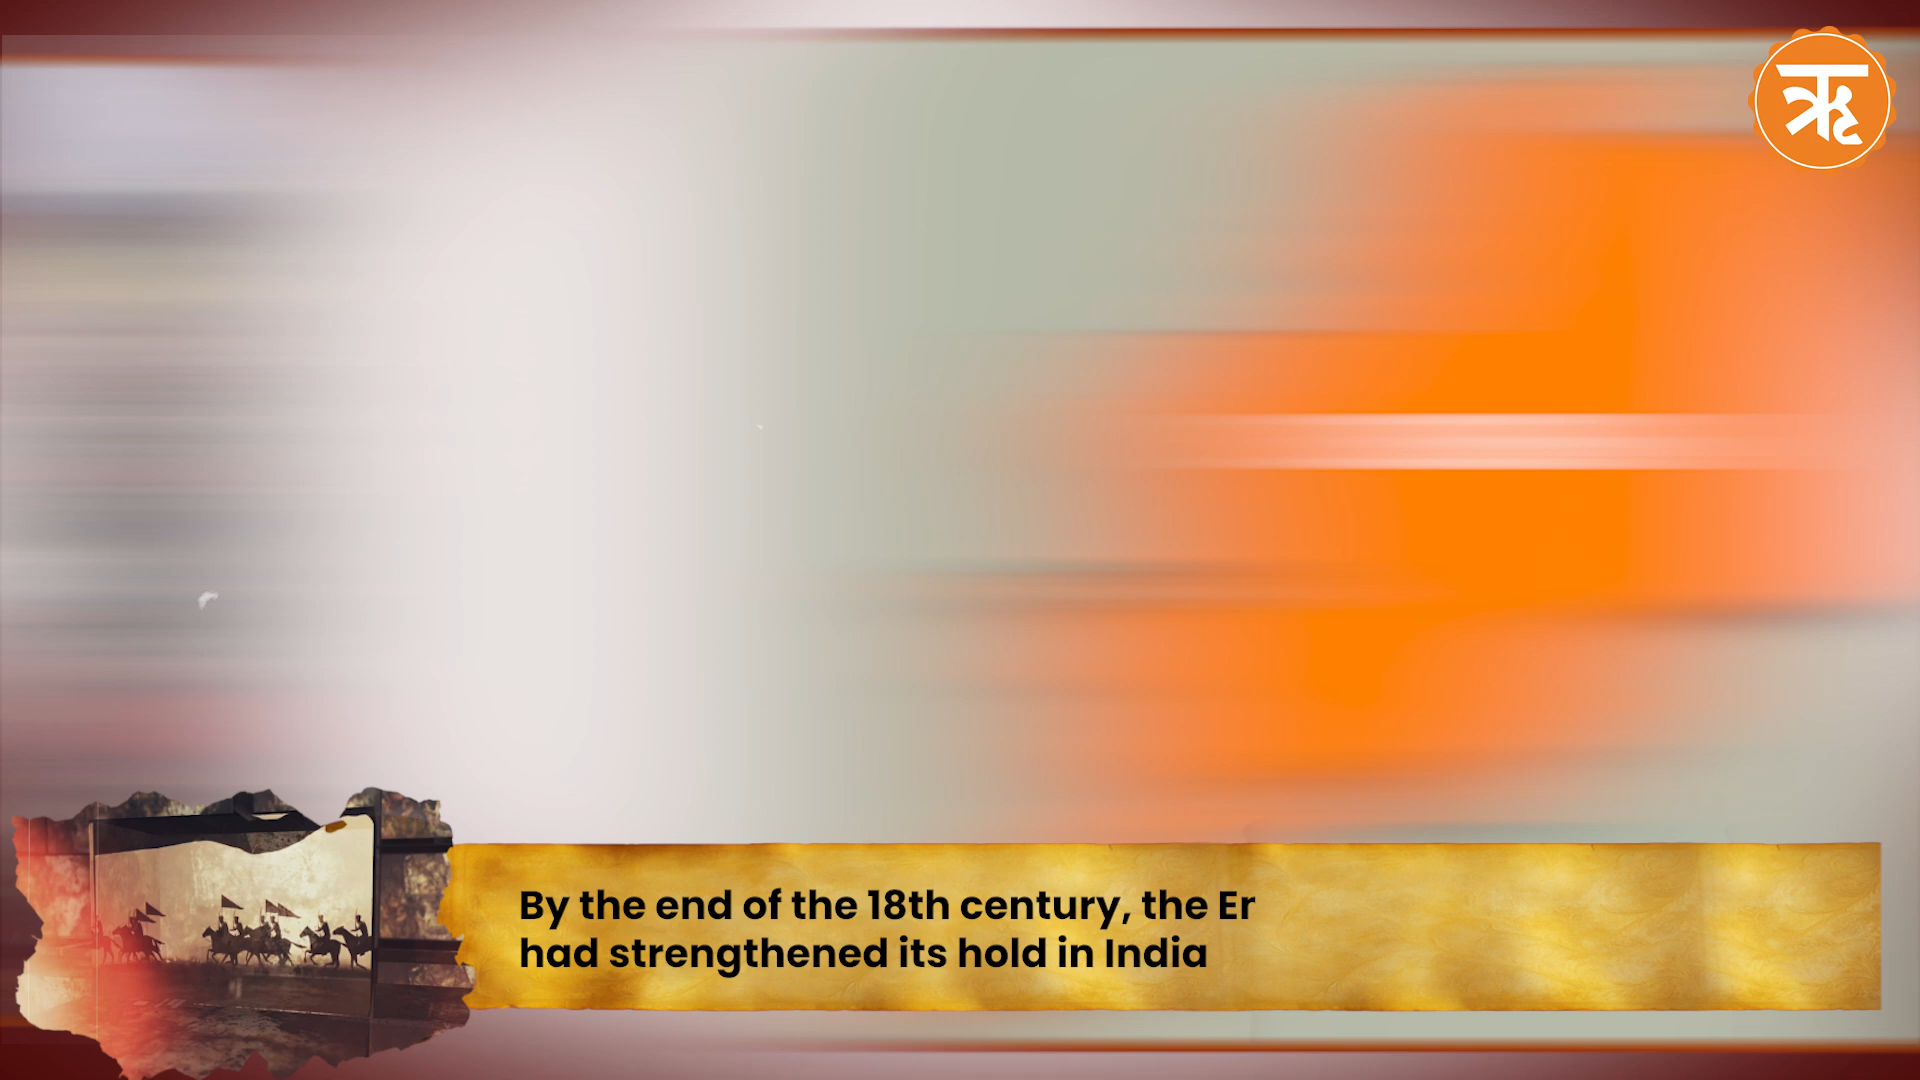 ऋ
By the end of the 18th century, the Er
had strengthened its hold in India